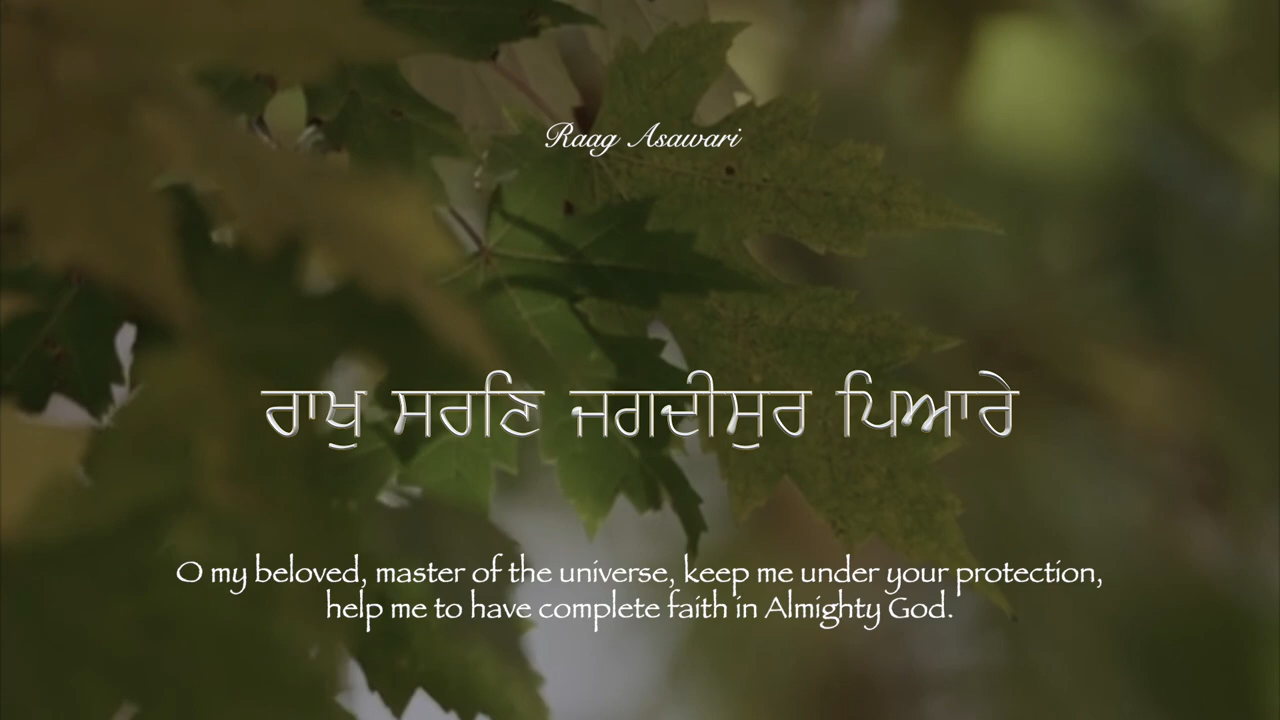 Raag Asawari
ਰਾਖੁ ਸਰਣਿ ਜਗਦੀਸੁਰ ਪਿਆਰੇ
O my beloved, master of the universe, keep me under your protection,
help me to have complete faith in Almighty God.